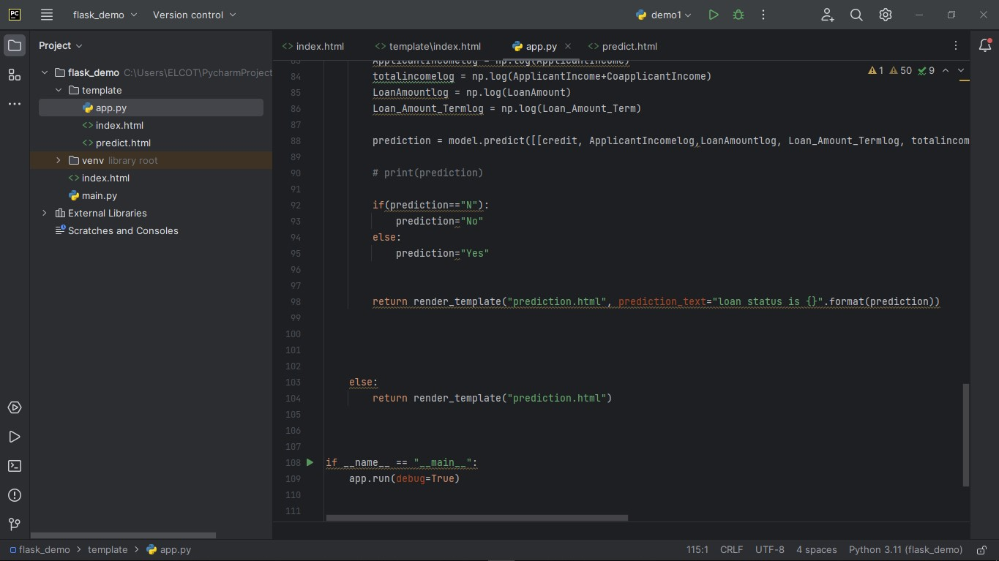 PC flask_demo Version control demo1
Project
index.html template\index.html app.py predict.html
flask_demo C:\Users\ELCOT\PycharmProject
template
app.py
index.html
predict.html
venv library root
index.html
main.py
External Libraries
Scratches and Consoles
1 50 9
83 ApplicantIncomelog = np.log(ApplicantIncome)
84 totalincomelog = np.log(ApplicantIncome+CoapplicantIncome)
85 LoanAmountlog = np.log(LoanAmount)
86 Loan_Amount_Termlog = np.log(Loan_Amount_Term)
87
88 prediction = model.predict([[credit, ApplicantIncomelog,LoanAmountlog, Loan_Amount_Termlog, totalincom
89
90 # print(prediction)
91
92 if(prediction=="N"):
93 prediction="No"
94 else:
95 prediction="Yes"
96
97
98 return render_template("prediction.html", prediction_text="loan status is {}".format(prediction))
99
100
101
102
103 else:
104 return render_template("prediction.html")
105
106
107
108 if __name__ == "__main__":
109 app.run(debug=True)
110
111
flask_demo > template > app.py 115:1 CRLF UTF-8 4 spaces Python 3.11 (flask_demo)